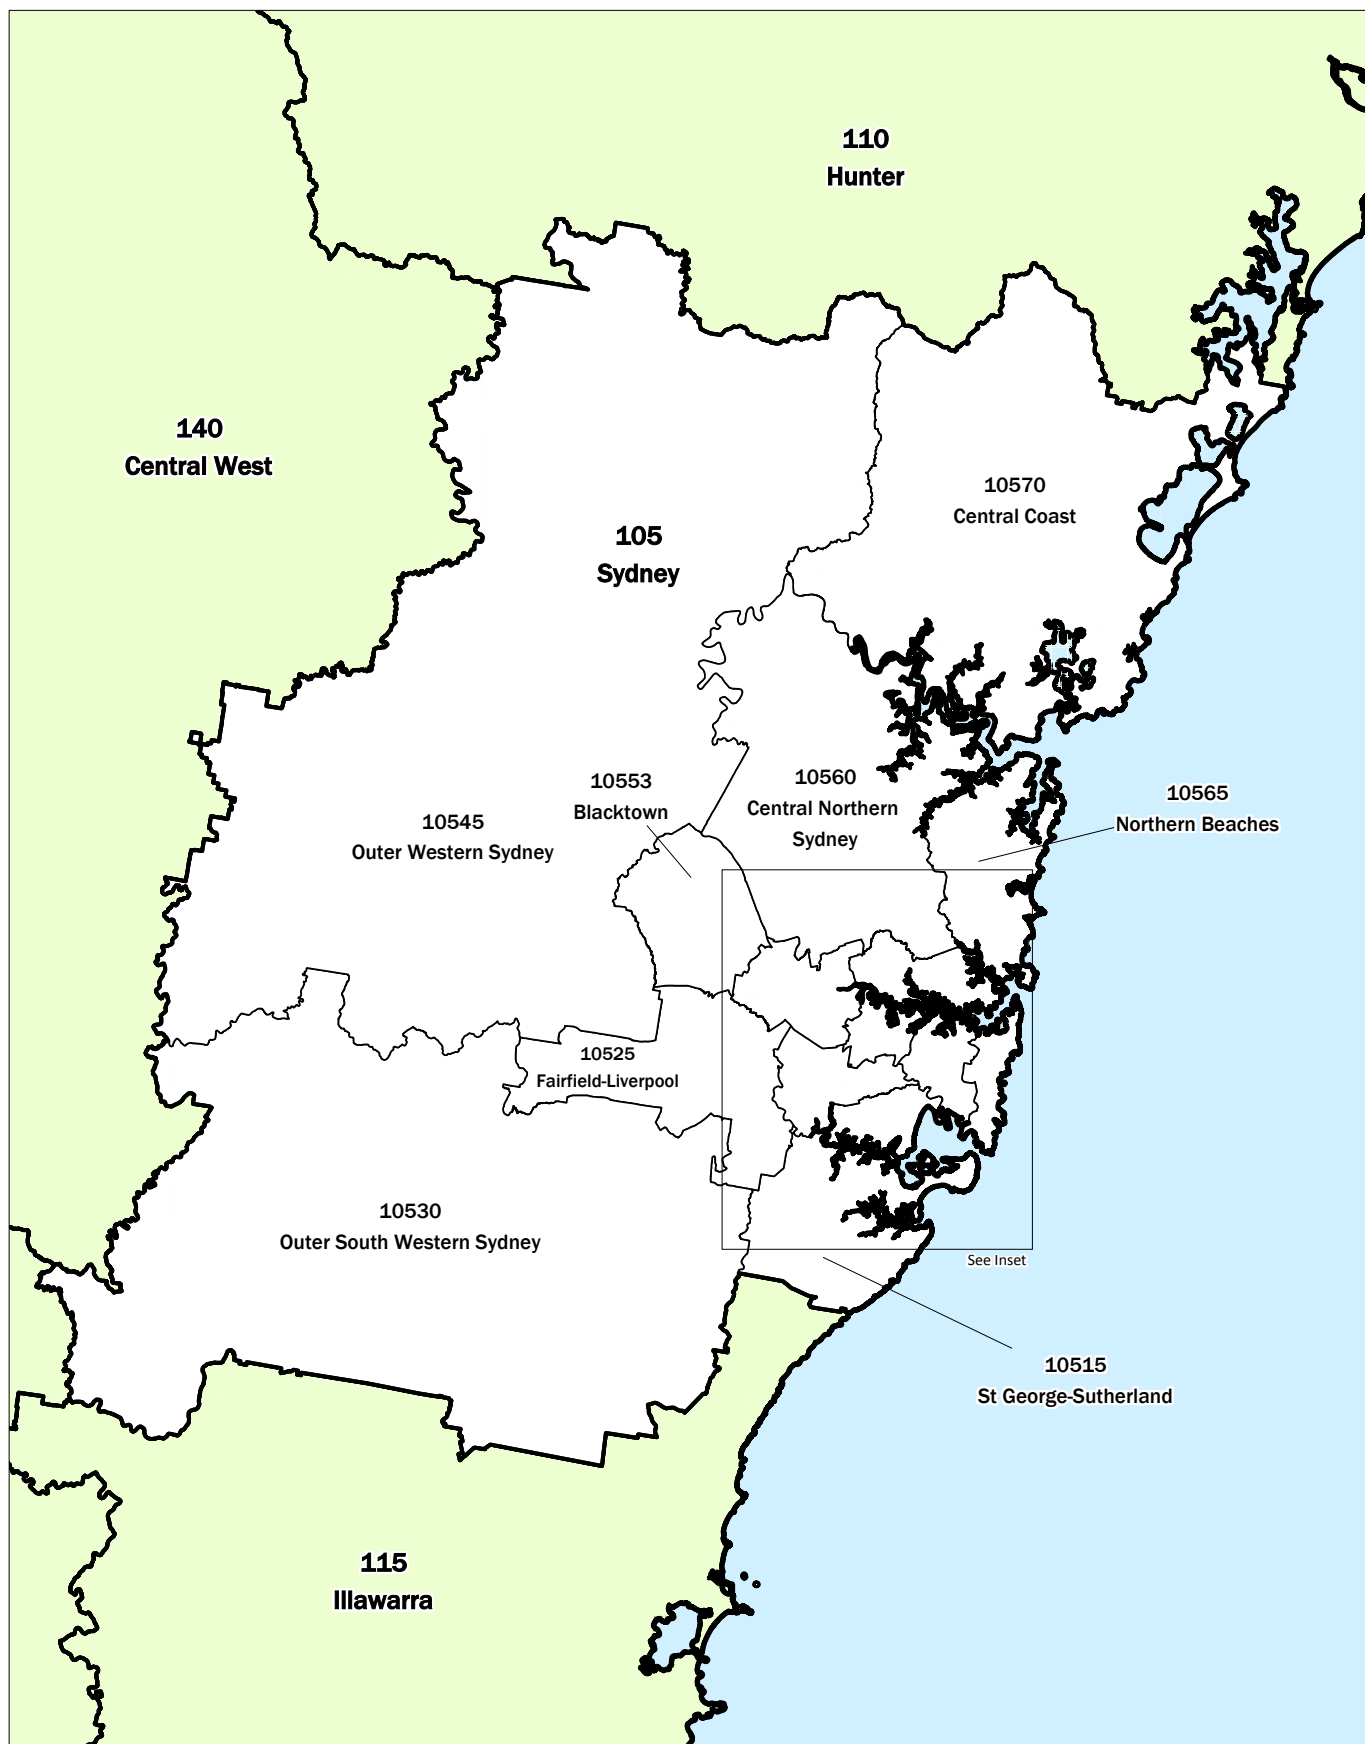 110
Hunter
140
Central West
10570
Central Coast
105
Sydney
10553
Blacktown
10560
Central Northern
Sydney
10565
Northern Beaches
10545
Outer Western Sydney
10525
Fairfield-Liverpool
10530
Outer South Western Sydney
See Inset
10515
St George-Sutherland
115
Illawarra